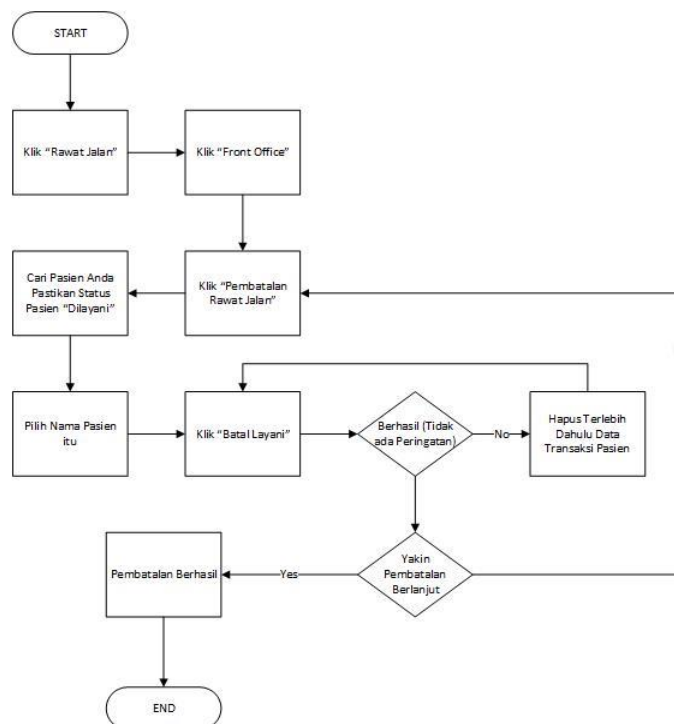 START
Klik “Rawat Jalan”
Klik “Front Office”
Cari Pasien Anda
Pastikan Status
Pasien “Dilayani”
Klik “Pembatalan
Rawat Jalan”
Pilih Nama Pasien
itu
Klik “Batal Layani”
Berhasil (Tidak
ada Peringatan)
No
Hapus Terlebih
Dahulu Data
Transaksi Pasien
Pembatalan Berhasil
Yes
Yakin
Pembatalan
Berlanjut
END